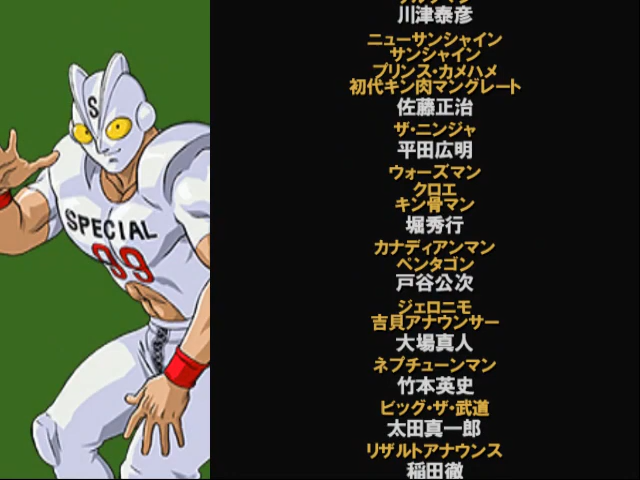 川津泰彦
ニューサンシャイン
サンシャイン
プリンス・カメハメ
初代キン肉マングレート
佐藤正治
ザ・ニンジャ
平田広明
ウォーズマン
クロエ
キン骨マン
堀秀行
カナディアンマン
ペンタゴン
戸谷公次
ジェロニモ
吉貝アナウンサー
大場真人
ネプチューンマン
竹本英史
ビッグ・ザ・武道
太田真一郎
リザルトアナウンス
稲田徹
S
SPECIAL
99